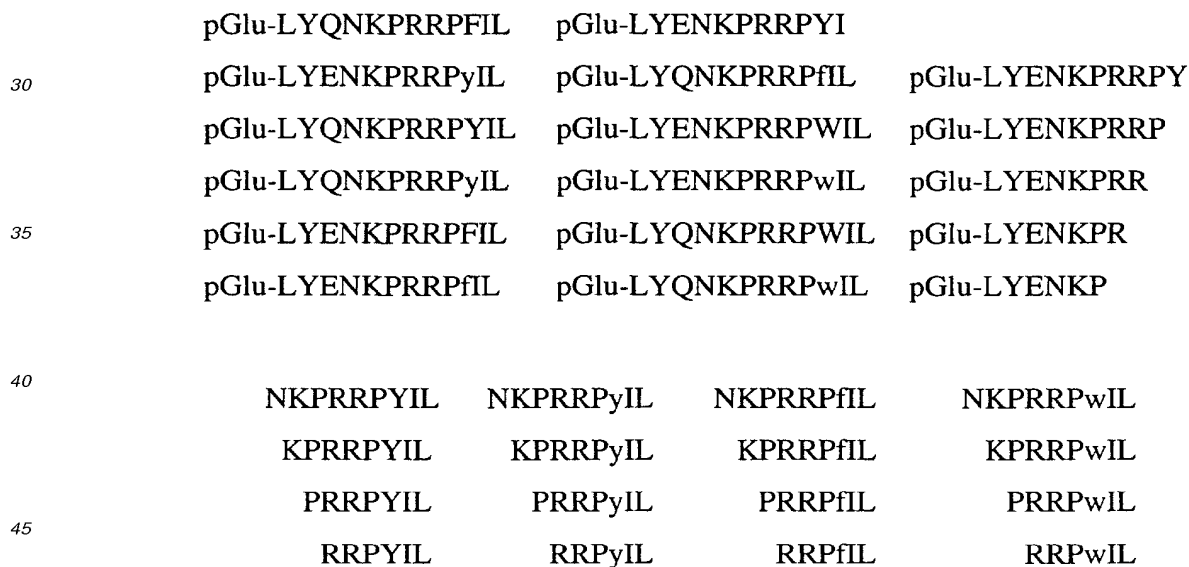 pGlu-LYQNKPRRPFIL pGlu-LYENKPRRPYI
30 pGlu-LYENKPRRPyIL pGlu-LYQNKPRRPfIL pGlu-LYENKPRRPY
pGlu-LYQNKPRRPYIL pGlu-LYENKPRRPWIL pGlu-LYENKPRRP
pGlu-LYQNKPRRPyIL pGlu-LYENKPRRPwIL pGlu-LYENKPRR
35 pGlu-LYENKPRRPFIL pGlu-LYQNKPRRPWIL pGlu-LYENKPR
pGlu-LYENKPRRPfIL pGlu-LYQNKPRRPwIL pGlu-LYENKP
40 NKPRRPYIL NKPRRPyIL NKPRRPfIL NKPRRPwIL
KPRRPYIL KPRRPyIL KPRRPfIL KPRRPwIL
PRRPYIL PRRPyIL PRRPfIL PRRPwIL
45 RRPYIL RRPyIL RRPfIL RRPwIL